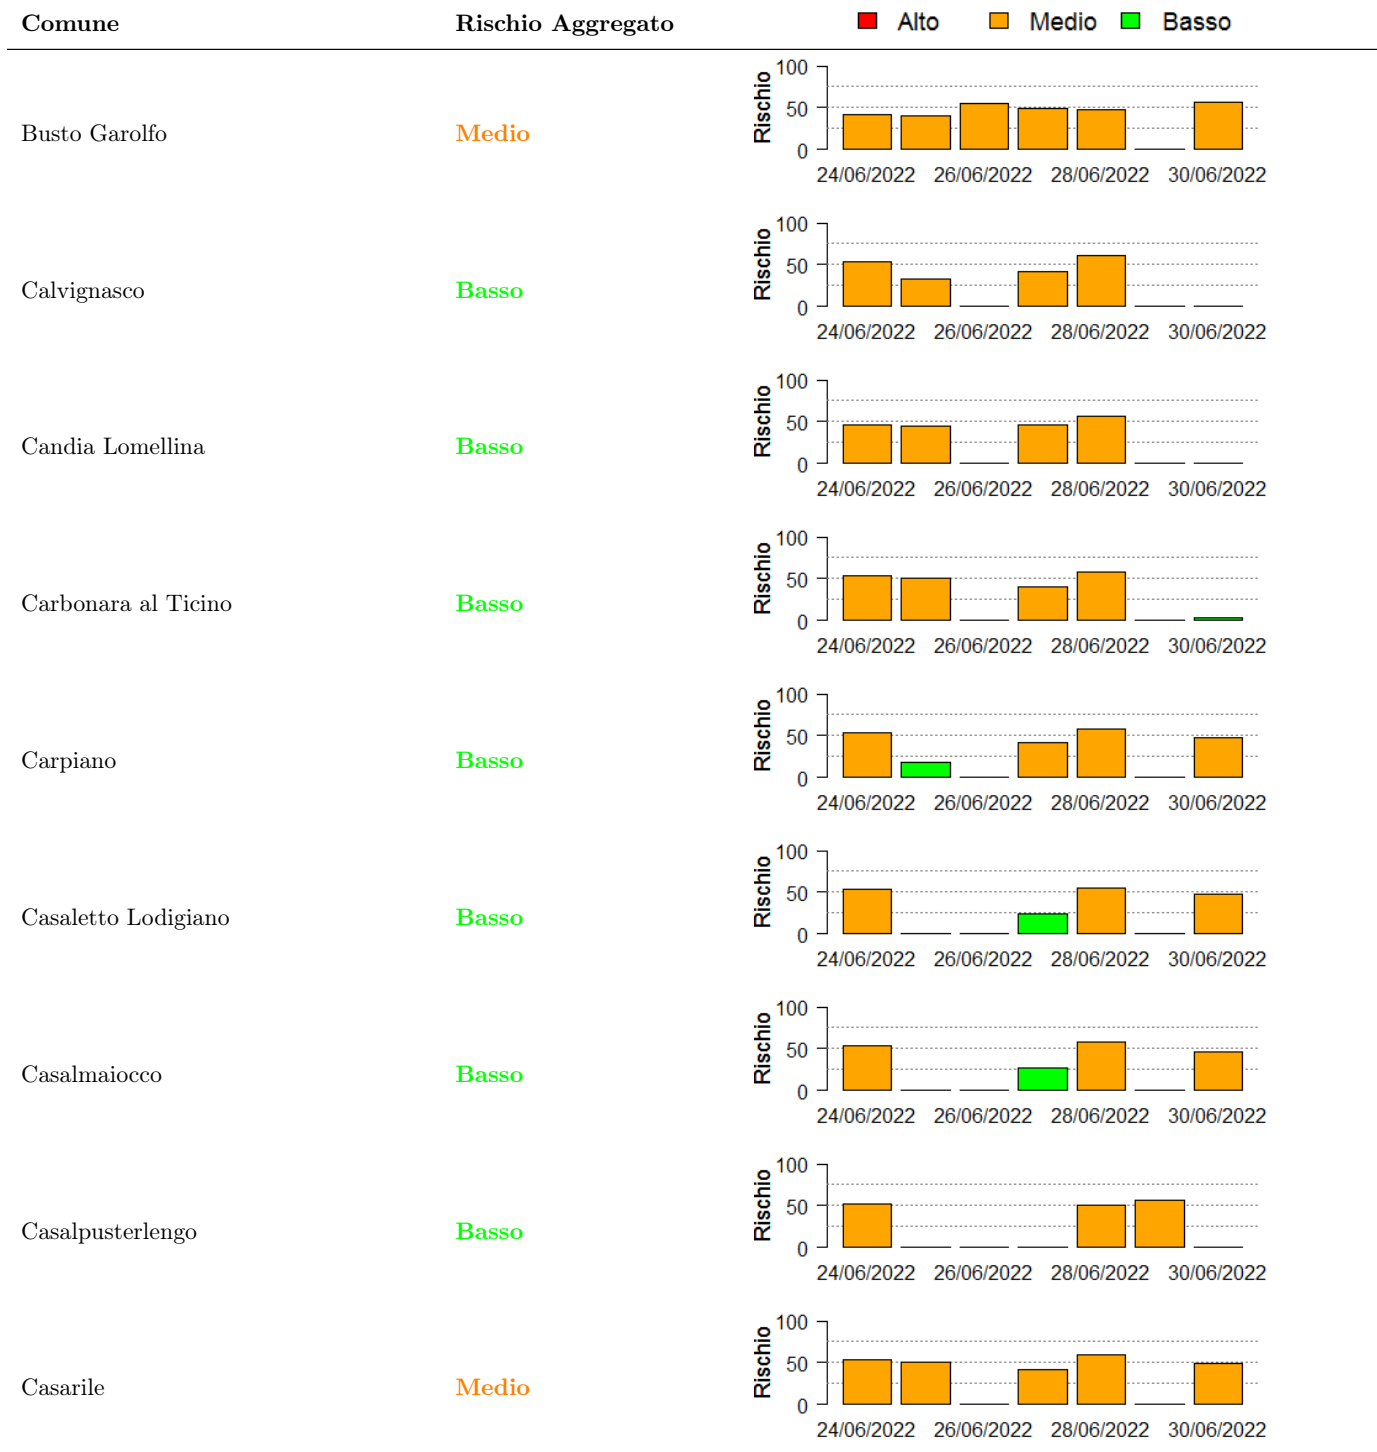 Comune Rischio Aggregato Alto Medio Basso
Busto Garolfo Medio
Rischio
100
50
0
24/06/2022 26/06/2022 28/06/2022 30/06/2022
Calvignasco Basso
Rischio
100
50
0
24/06/2022 26/06/2022 28/06/2022 30/06/2022
Candia Lomellina Basso
Rischio
100
50
0
24/06/2022 26/06/2022 28/06/2022 30/06/2022
Carbonara al Ticino Basso
Rischio
100
50
0
24/06/2022 26/06/2022 28/06/2022 30/06/2022
Carpiano Basso
Rischio
100
50
0
24/06/2022 26/06/2022 28/06/2022 30/06/2022
Casaletto Lodigiano Basso
Rischio
100
50
0
24/06/2022 26/06/2022 28/06/2022 30/06/2022
Casalmaiocco Basso
Rischio
100
50
0
24/06/2022 26/06/2022 28/06/2022 30/06/2022
Casalpusterlengo Basso
Rischio
100
50
0
24/06/2022 26/06/2022 28/06/2022 30/06/2022
Casarile Medio
Rischio
100
50
0
24/06/2022 26/06/2022 28/06/2022 30/06/2022